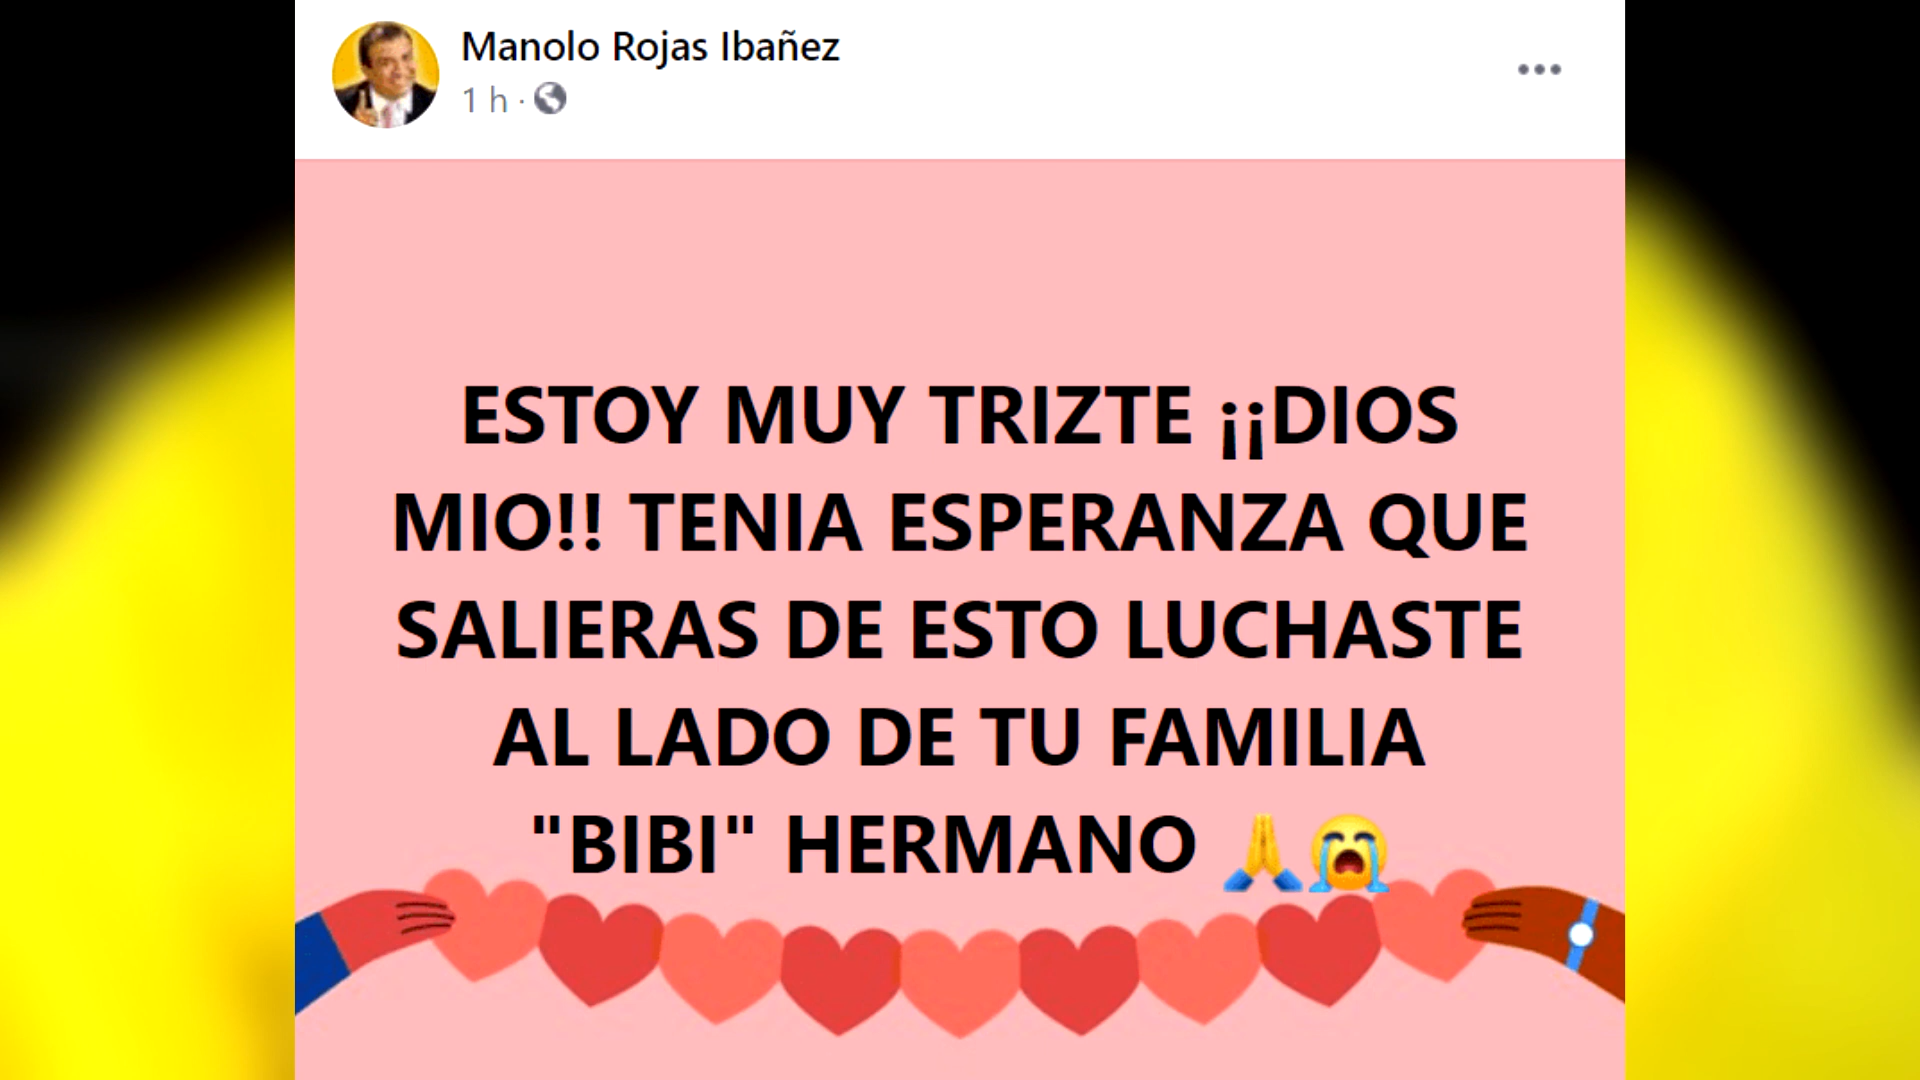 Manolo Rojas Ibañez
1 h ·
ESTOY MUY TRIZTE ¡¡DIOS
MIO!! TENIA ESPERANZA QUE
SALIERAS DE ESTO LUCHASTE
AL LADO DE TU FAMILIA
"BIBI" HERMANO 🙏😭